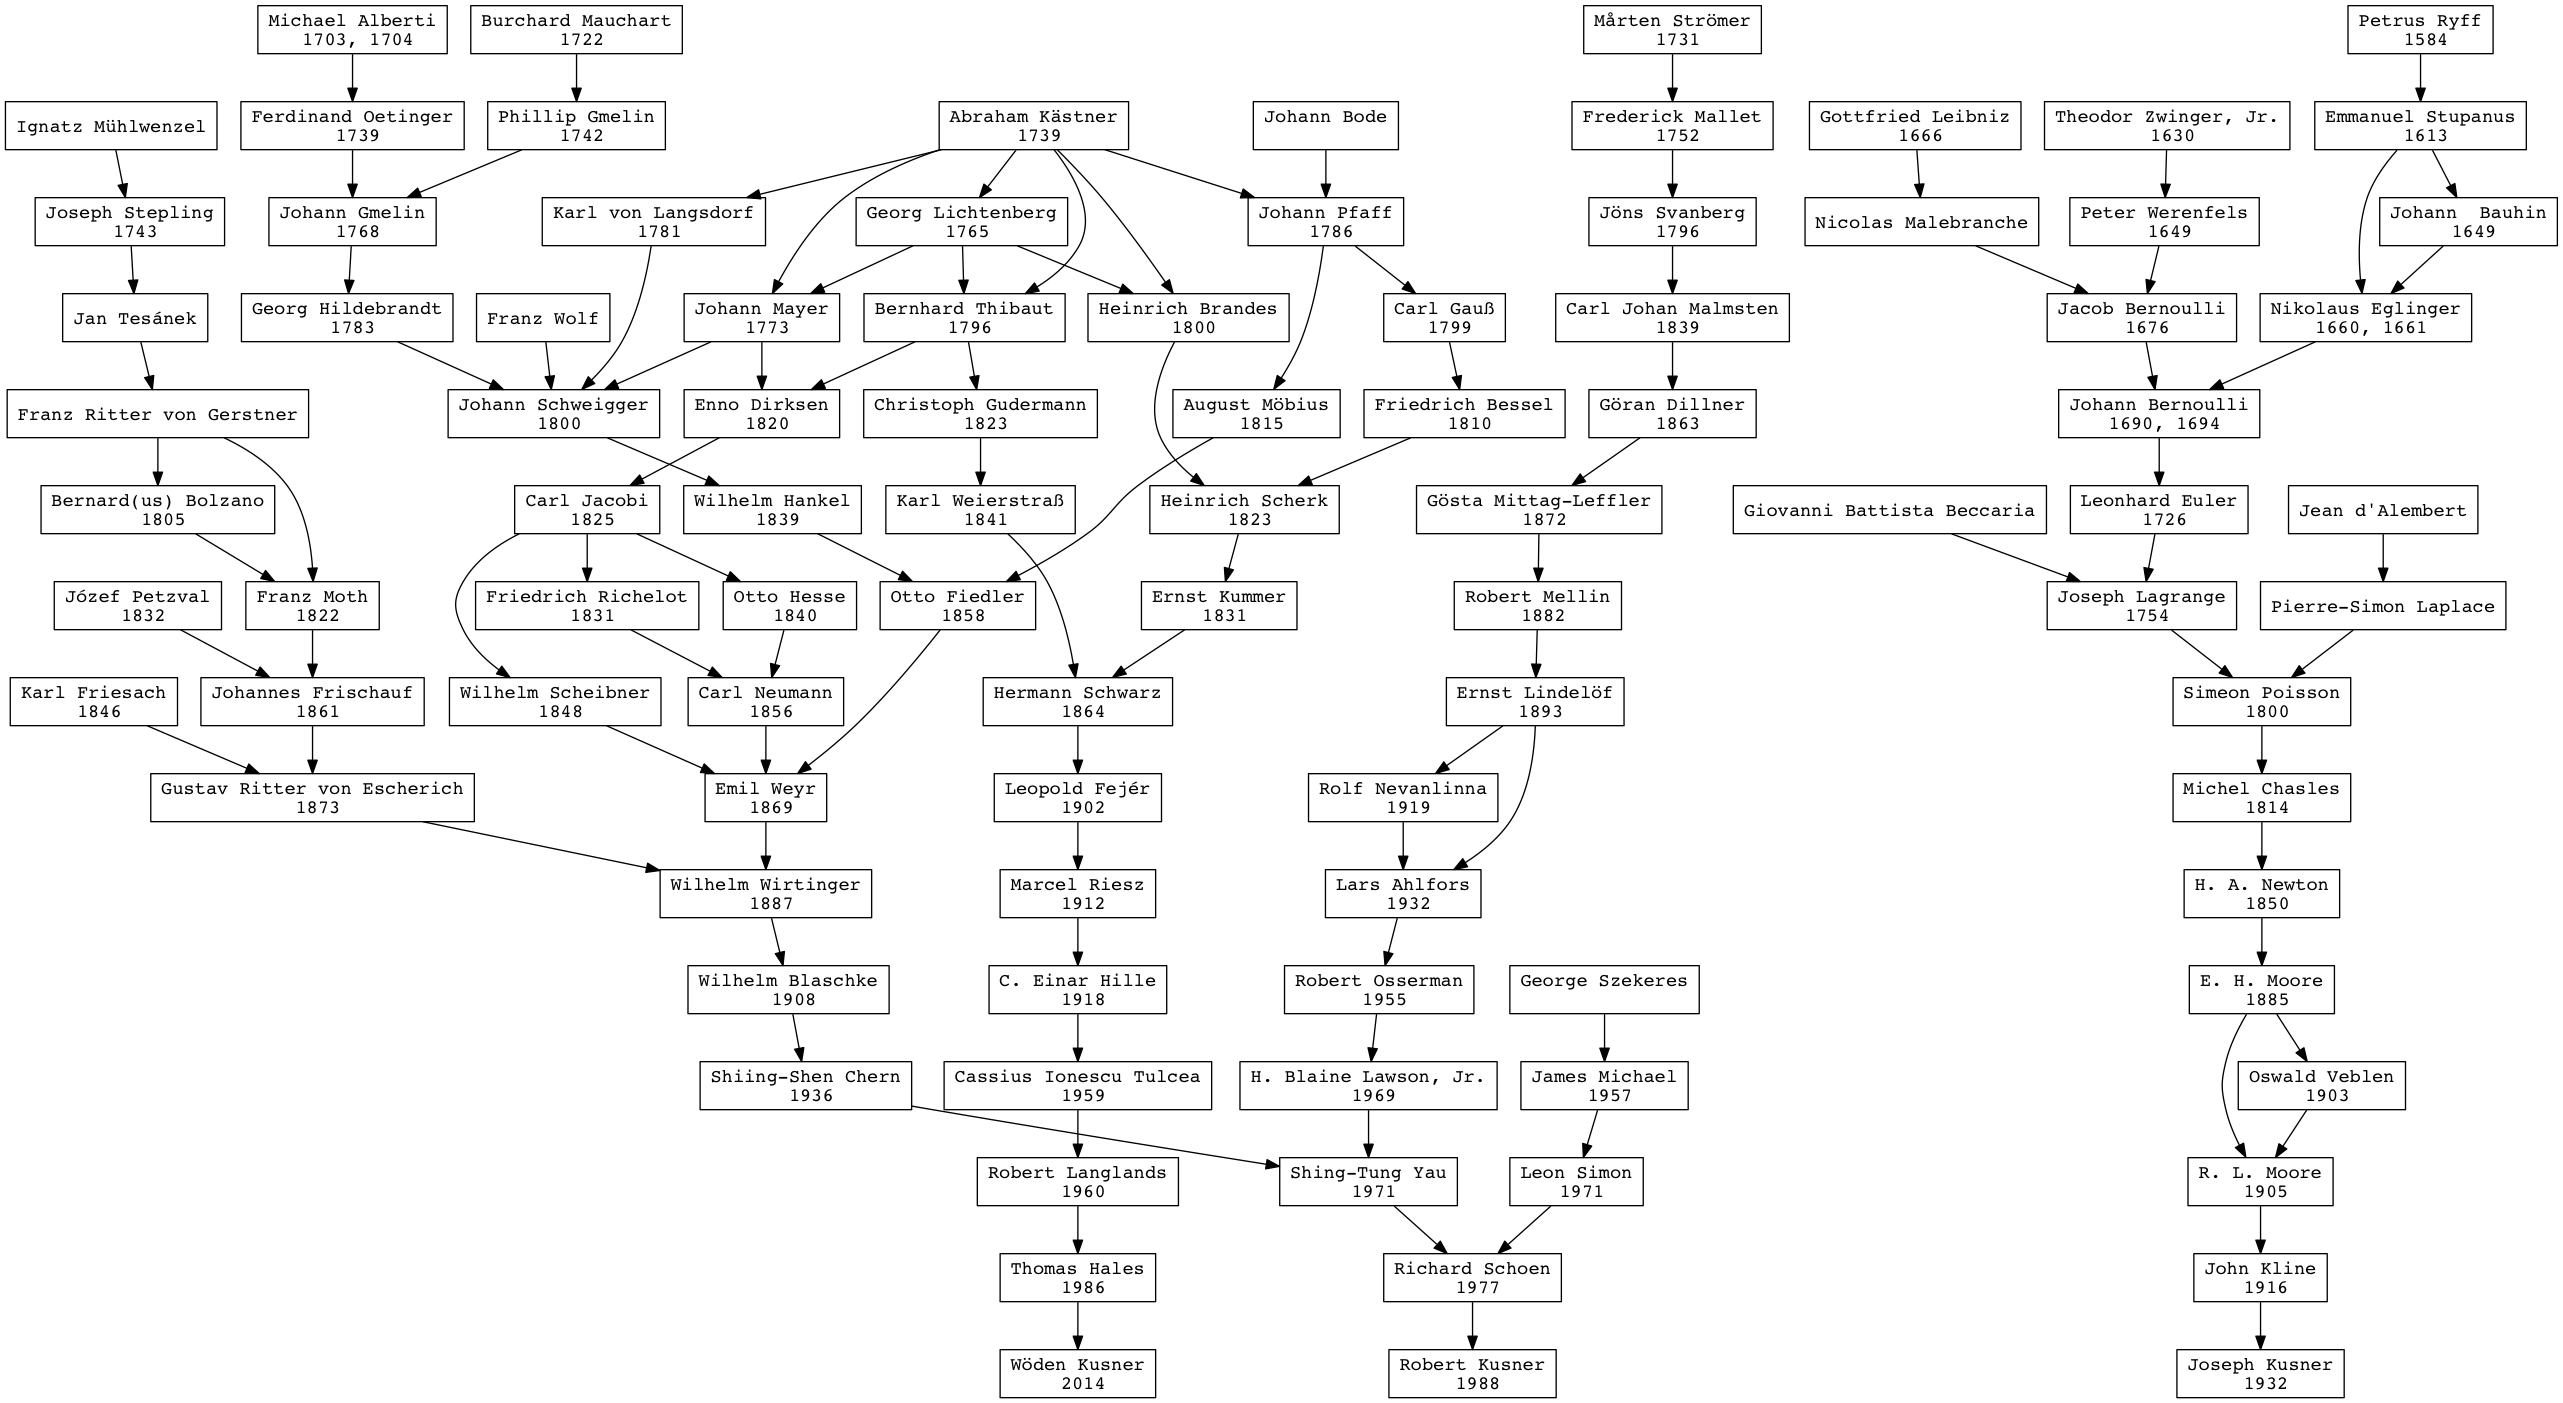 Michael Alberti
1703, 1704
Burchard Mauchart
1722
Mårten Strömer
1731
Petrus Ryff
1584
Ignatz Mühlwenzel
Ferdinand Oetinger
1739
Phillip Gmelin
1742
Abraham Kästner
1739
Johann Bode
Frederick Mallet
1752
Gottfried Leibniz
1666
Theodor Zwinger, Jr.
1630
Emmanuel Stupanus
1613
Joseph Stepling
1743
Johann Gmelin
1768
Karl von Langsdorf
1781
Georg Lichtenberg
1765
Johann Pfaff
1786
Jöns Svanberg
1796
Nicolas Malebranche
Peter Werenfels
1649
Johann  Bauhin
1649
Jan Tesánek
Georg Hildebrandt
1783
Franz Wolf
Johann Mayer
1773
Bernhard Thibaut
1796
Heinrich Brandes
1800
Carl Gauß
1799
Carl Johan Malmsten
1839
Jacob Bernoulli
1676
Nikolaus Eglinger
1660, 1661
Franz Ritter von Gerstner
Johann Schweigger
1800
Enno Dirksen
1820
Christoph Gudermann
1823
August Möbius
1815
Friedrich Bessel
1810
Göran Dillner
1863
Johann Bernoulli
1690, 1694
Bernard(us) Bolzano
1805
Carl Jacobi
1825
Wilhelm Hankel
1839
Karl Weierstraß
1841
Heinrich Scherk
1823
Gösta Mittag-Leffler
1872
Giovanni Battista Beccaria
Leonhard Euler
1726
Jean d'Alembert
Józef Petzval
1832
Franz Moth
1822
Friedrich Richelot
1831
Otto Hesse
1840
Otto Fiedler
1858
Ernst Kummer
1831
Robert Mellin
1882
Joseph Lagrange
1754
Pierre-Simon Laplace
Karl Friesach
1846
Johannes Frischauf
1861
Wilhelm Scheibner
1848
Carl Neumann
1856
Hermann Schwarz
1864
Ernst Lindelöf
1893
Simeon Poisson
1800
Gustav Ritter von Escherich
1873
Emil Weyr
1869
Leopold Fejér
1902
Rolf Nevanlinna
1919
Michel Chasles
1814
Wilhelm Wirtinger
1887
Marcel Riesz
1912
Lars Ahlfors
1932
H. A. Newton
1850
Wilhelm Blaschke
1908
C. Einar Hille
1918
Robert Osserman
1955
George Szekeres
E. H. Moore
1885
Shiing-Shen Chern
1936
Cassius Ionescu Tulcea
1959
H. Blaine Lawson, Jr.
1969
James Michael
1957
Oswald Veblen
1903
Robert Langlands
1960
Shing-Tung Yau
1971
Leon Simon
1971
R. L. Moore
1905
Thomas Hales
1986
Richard Schoen
1977
John Kline
1916
Wöden Kusner
2014
Robert Kusner
1988
Joseph Kusner
1932